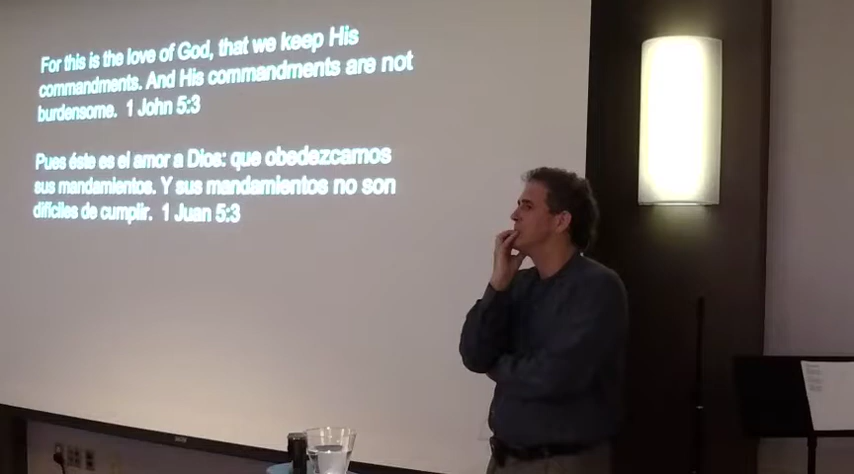 For this is the love of God, that we keep His
commandments. And His commandments are not
burdensome. 1 John 5:3
Pues éste es el amor a Dios: que obedezcamos
sus mandamientos. Y sus mandamientos no son
difíciles de cumplir. 1 Juan 5:3